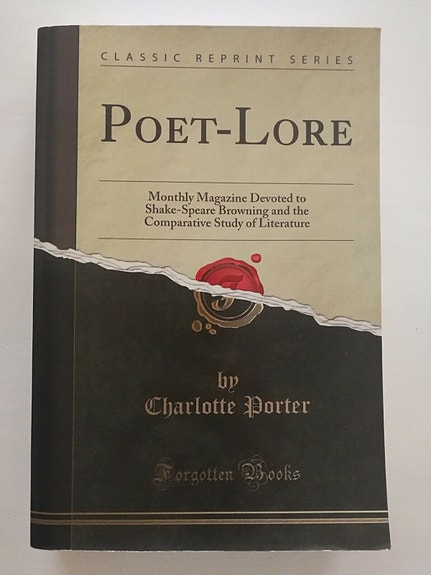 CLASSIC REPRINT SERIES
POET-LORE
Monthly Magazine Devoted to
Shake-Speare Browning and the
Comparative Study of Literature
by
Charlotte Porter
Forgotten Books